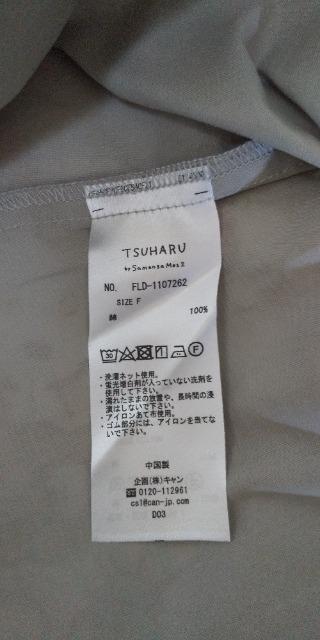 TSUHARU
by Samansa Mos2
NO. FLD-1107262
SIZE F
綿 100%
30
F
・洗濯ネット使用。
・蛍光増白剤が入っていない洗剤を
使用して下さい。
・濡れたままの放置や、長時間の浸
漬はしないで下さい。
・アイロンあて布使用。
・ゴム部分には、アイロンを当てな
いで下さい。
中国製
企画(株)キャン
0120-112961
csl@can-jp.com
D03